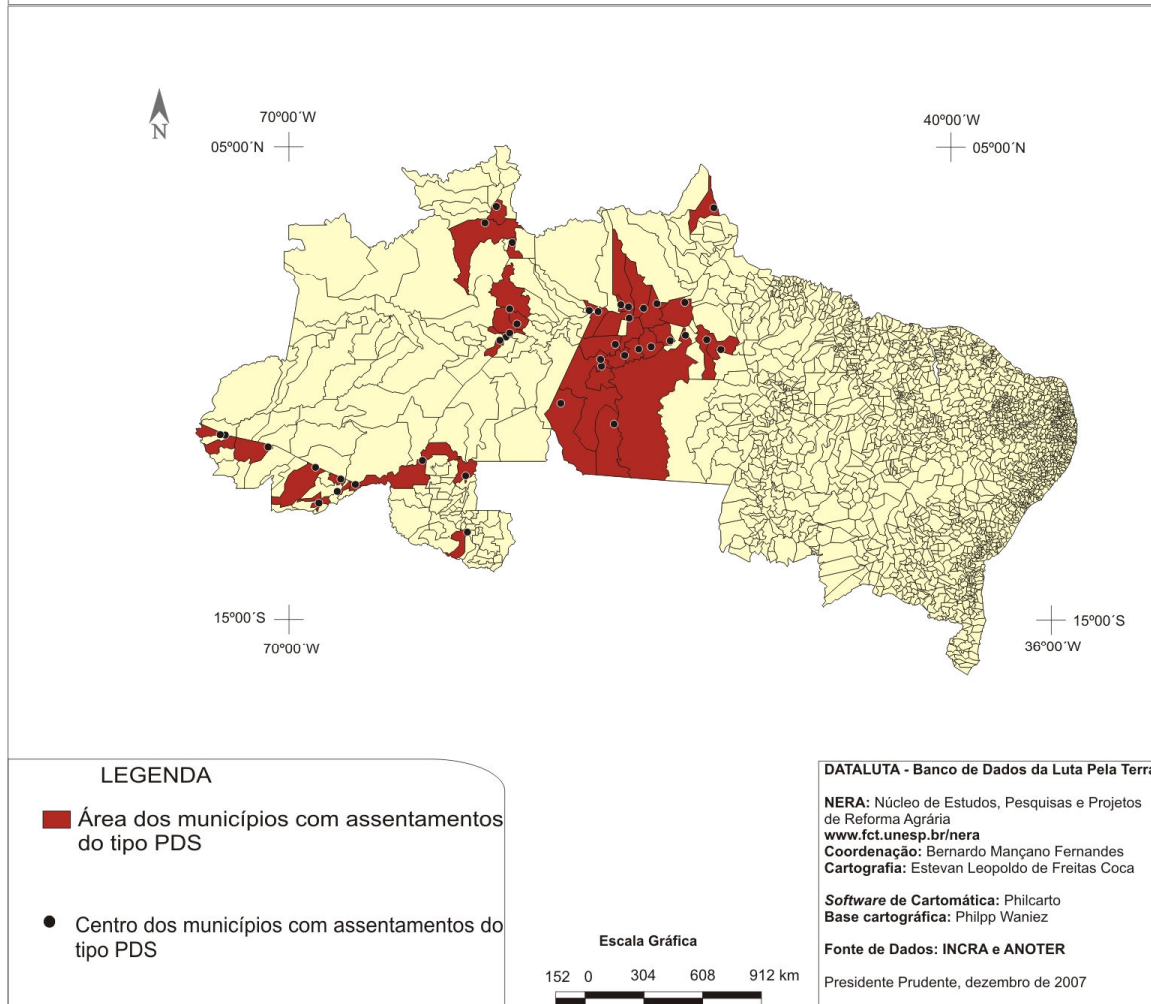 N
70º00´W
05º00´N
40º00´W
05º00´N
15º00´S
70º00´W
15º00´S
36º00´W
LEGENDA
Área dos municípios com assentamentos
do tipo PDS
Centro dos municípios com assentamentos do
tipo PDS
Escala Gráfica
152 0 304 608 912 km
DATALUTA - Banco de Dados da Luta Pela Terra
NERA: Núcleo de Estudos, Pesquisas e Projetos
de Reforma Agrária
www.fct.unesp.br/nera
Coordenação: Bernardo Mançano Fernandes
Cartografia: Estevan Leopoldo de Freitas Coca
Software de Cartomática: Philcarto
Base cartográfica: Philpp Waniez
Fonte de Dados: INCRA e ANOTER
Presidente Prudente, dezembro de 2007